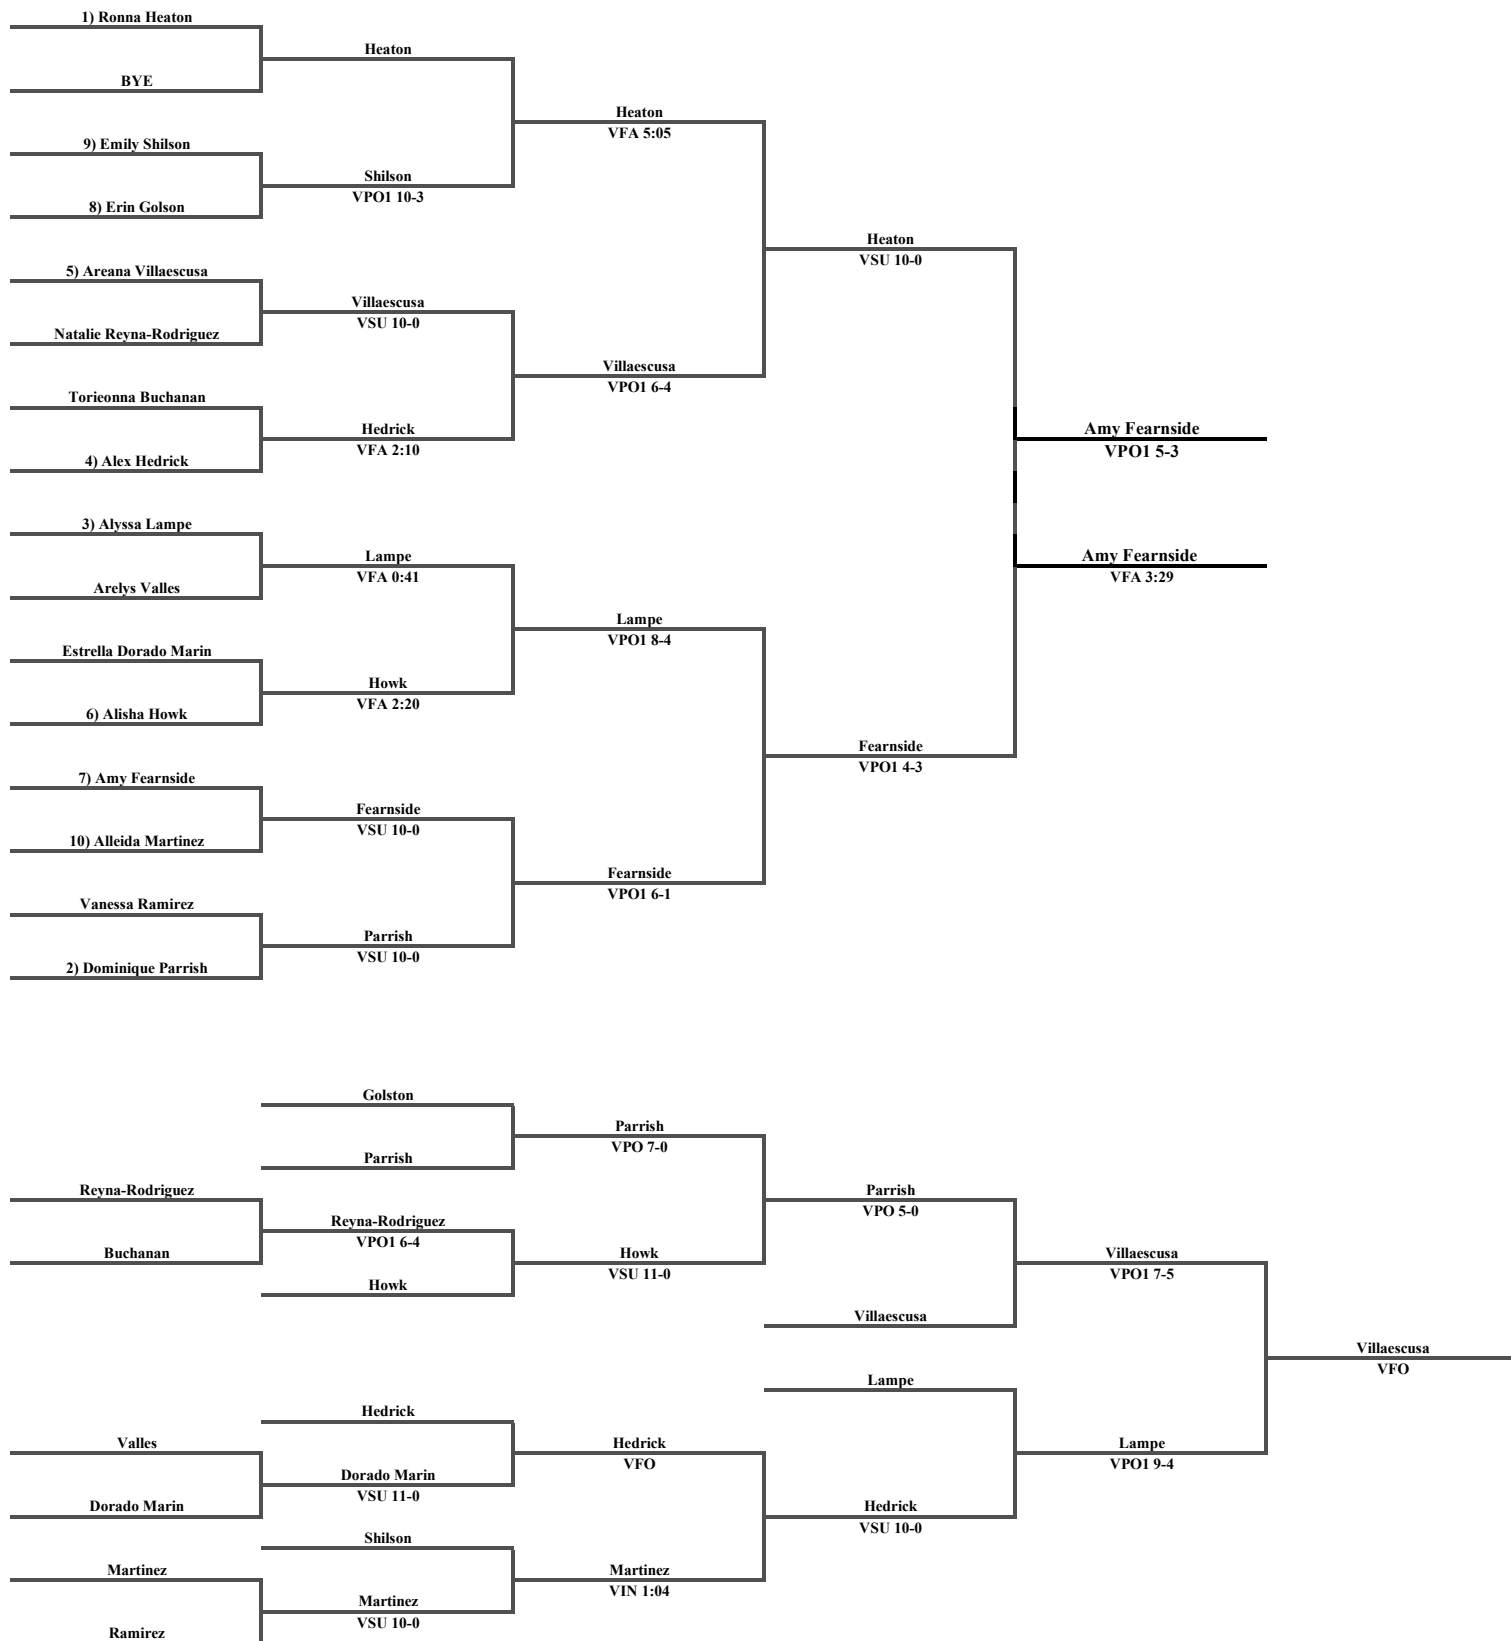 1) Ronna Heaton
Heaton
BYE
Heaton
VFA 5:05
9) Emily Shilson
Shilson
VPO1 10-3
8) Erin Golson
Heaton
VSU 10-0
5) Areana Villaescusa
Villaescusa
VSU 10-0
Natalie Reyna-Rodriguez
Villaescusa
VPO1 6-4
Torieonna Buchanan
Hedrick
VFA 2:10
4) Alex Hedrick
Amy Fearnside
VPO1 5-3
3) Alyssa Lampe
Lampe
VFA 0:41
Arelys Valles
Amy Fearnside
VFA 3:29
Lampe
VPO1 8-4
Estrella Dorado Marin
Howk
VFA 2:20
6) Alisha Howk
Fearnside
VPO1 4-3
7) Amy Fearnside
Fearnside
VSU 10-0
10) Alleida Martinez
Fearnside
VPO1 6-1
Vanessa Ramirez
Parrish
VSU 10-0
2) Dominique Parrish
Golston
Parrish
VPO 7-0
Parrish
Reyna-Rodriguez
Parrish
VPO 5-0
Reyna-Rodriguez
VPO1 6-4
Buchanan
Howk
VSU 11-0
Villaescusa
VPO1 7-5
Howk
Villaescusa
Villaescusa
VFO
Lampe
Hedrick
Valles
Hedrick
VFO
Lampe
VPO1 9-4
Dorado Marin
VSU 11-0
Dorado Marin
Hedrick
VSU 10-0
Shilson
Martinez
Martinez
VIN 1:04
Martinez
VSU 10-0
Ramirez